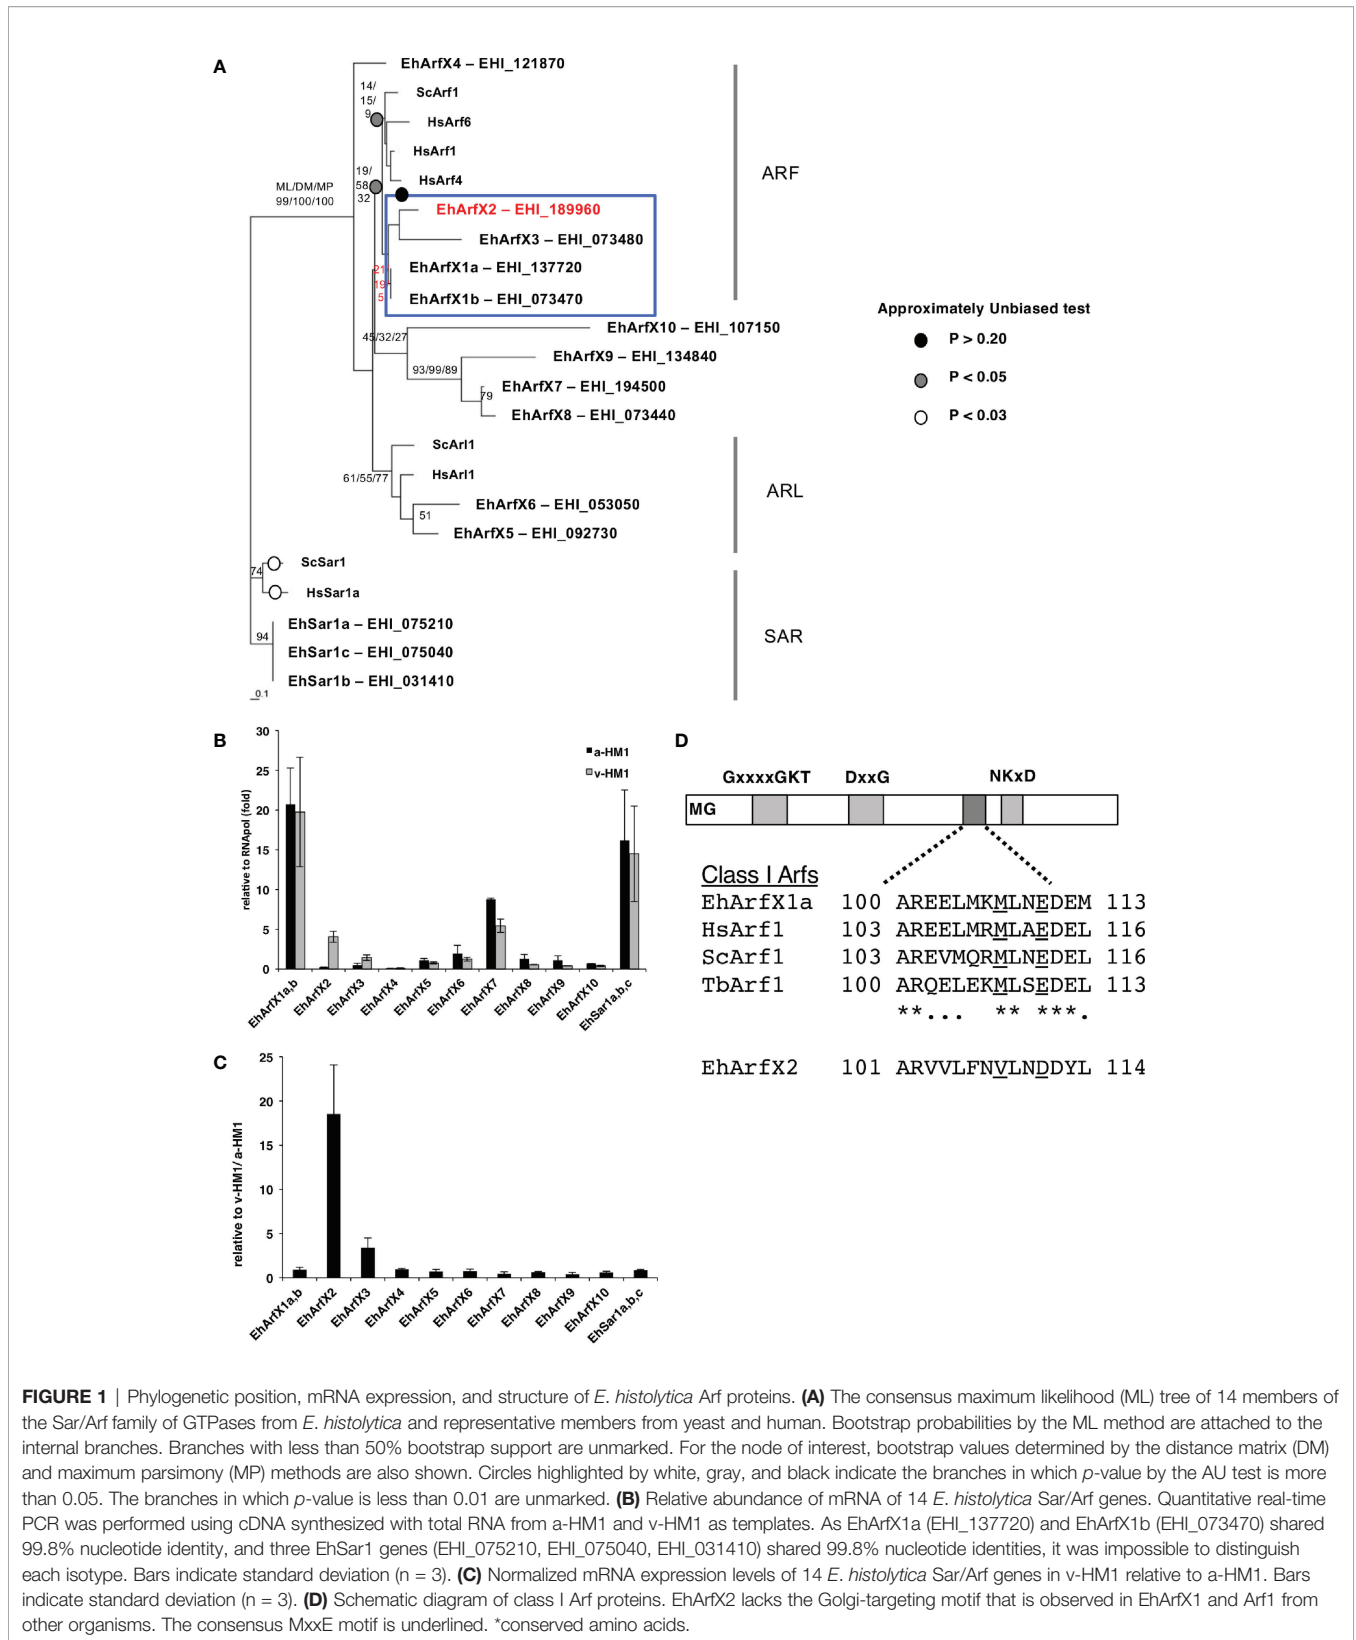 A
EhArfX4 – EHI_121870
14/
15/
9
ScArf1
HsArf6
HsArf1
HsArf4
19/
58
32
ML/DM/MP
99/100/100
ARF
EhArfX2 – EHI_189960
EhArfX3 – EHI_073480
EhArfX1a – EHI_137720
EhArfX1b – EHI_073470
21
19
5
45/32/27
EhArfX10 – EHI_107150
EhArfX9 – EHI_134840
93/99/89
EhArfX7 – EHI_194500
79
EhArfX8 – EHI_073440
Approximately Unbiased test
P > 0.20
P < 0.05
P < 0.03
ScArl1
HsArl1
61/55/77
EhArfX6 – EHI_053050
51
EhArfX5 – EHI_092730
ARL
ScSar1
74
HsSar1a
EhSar1a – EHI_075210
94
EhSar1c – EHI_075040
EhSar1b – EHI_031410
SAR
0.1
B
relative to RNApol (fold)
30
25
20
15
10
5
0
a-HM1
v-HM1
EhArfX1a,b
EhArfX2
EhArfX3
EhArfX4
EhArfX5
EhArfX6
EhArfX7
EhArfX8
EhArfX9
EhArfX10
EhSar1a,b,c
C
relative to v-HM1/ a-HM1
25
20
15
10
5
0
EhArfX1a,b
EhArfX2
EhArfX3
EhArfX4
EhArfX5
EhArfX6
EhArfX7
EhArfX8
EhArfX9
EhArfX10
EhSar1a,b,c
D
GxxxxGKT DxxG NKxD
MG
Class I Arfs
EhArfX1a 100 AREELMKMLNEDEM 113
HsArf1 103 AREELMRMLAEDEL 116
ScArf1 103 AREVMQRMLNEDEL 116
TbArf1 100 ARQELEKMLSEDEL 113
**... ** ***.
EhArfX2 101 ARVVLFNVLNDDYL 114
FIGURE 1 | Phylogenetic position, mRNA expression, and structure of E. histolytica Arf proteins. (A) The consensus maximum likelihood (ML) tree of 14 members of
the Sar/Arf family of GTPases from E. histolytica and representative members from yeast and human. Bootstrap probabilities by the ML method are attached to the
internal branches. Branches with less than 50% bootstrap support are unmarked. For the node of interest, bootstrap values determined by the distance matrix (DM)
and maximum parsimony (MP) methods are also shown. Circles highlighted by white, gray, and black indicate the branches in which p-value by the AU test is more
than 0.05. The branches in which p-value is less than 0.01 are unmarked. (B) Relative abundance of mRNA of 14 E. histolytica Sar/Arf genes. Quantitative real-time
PCR was performed using cDNA synthesized with total RNA from a-HM1 and v-HM1 as templates. As EhArfX1a (EHI_137720) and EhArfX1b (EHI_073470) shared
99.8% nucleotide identity, and three EhSar1 genes (EHI_075210, EHI_075040, EHI_031410) shared 99.8% nucleotide identities, it was impossible to distinguish
each isotype. Bars indicate standard deviation (n = 3). (C) Normalized mRNA expression levels of 14 E. histolytica Sar/Arf genes in v-HM1 relative to a-HM1. Bars
indicate standard deviation (n = 3). (D) Schematic diagram of class I Arf proteins. EhArfX2 lacks the Golgi-targeting motif that is observed in EhArfX1 and Arf1 from
other organisms. The consensus MxxE motif is underlined. *conserved amino acids.